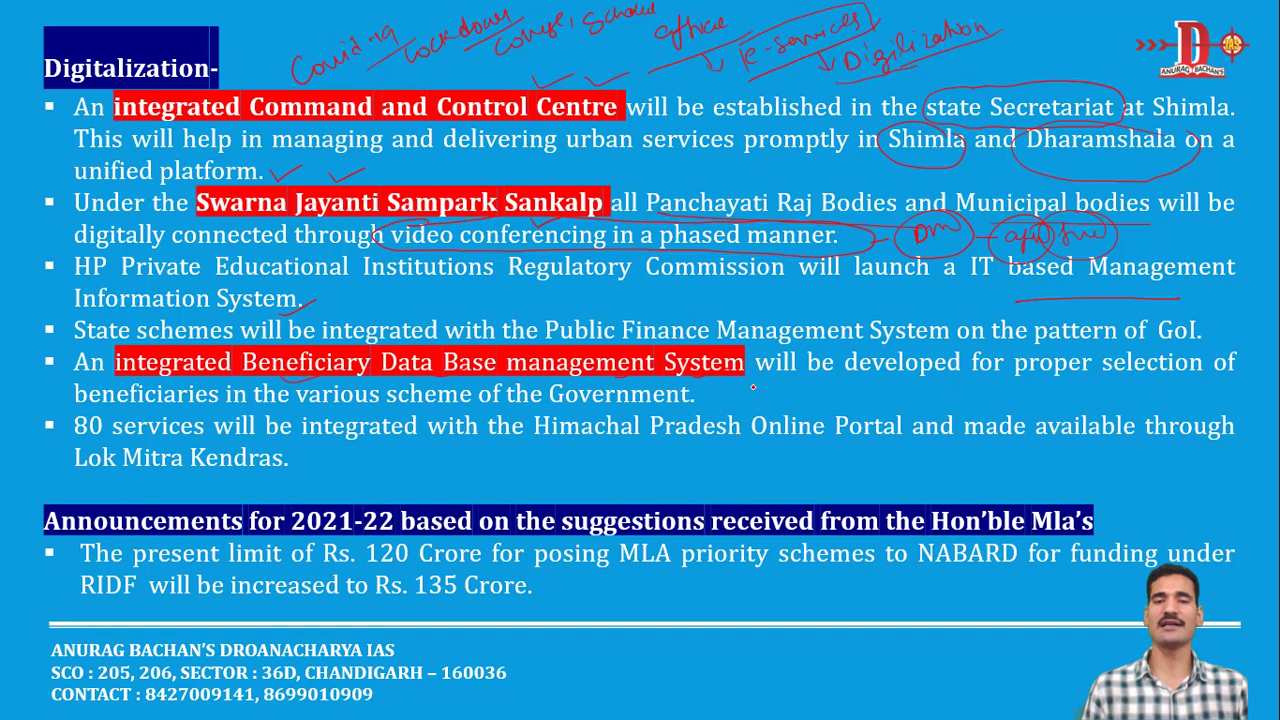 Covid-19 lockdown college, school office e-services Digilization
D IAS
ANURAG BACHAN'S
Digitalization-
▪ An integrated Command and Control Centre will be established in the state Secretariat at Shimla.
This will help in managing and delivering urban services promptly in Shimla and Dharamshala on a
unified platform.
▪ Under the Swarna Jayanti Sampark Sankalp all Panchayati Raj Bodies and Municipal bodies will be
digitally connected through video conferencing in a phased manner. Dm
▪ HP Private Educational Institutions Regulatory Commission will launch a IT based Management
Information System.
▪ State schemes will be integrated with the Public Finance Management System on the pattern of GoI.
▪ An integrated Beneficiary Data Base management System will be developed for proper selection of
beneficiaries in the various scheme of the Government.
▪ 80 services will be integrated with the Himachal Pradesh Online Portal and made available through
Lok Mitra Kendras.
Announcements for 2021-22 based on the suggestions received from the Hon’ble Mla’s
▪ The present limit of Rs. 120 Crore for posing MLA priority schemes to NABARD for funding under
RIDF will be increased to Rs. 135 Crore.
ANURAG BACHAN’S DROANACHARYA IAS
SCO : 205, 206, SECTOR : 36D, CHANDIGARH – 160036
CONTACT : 8427009141, 8699010909